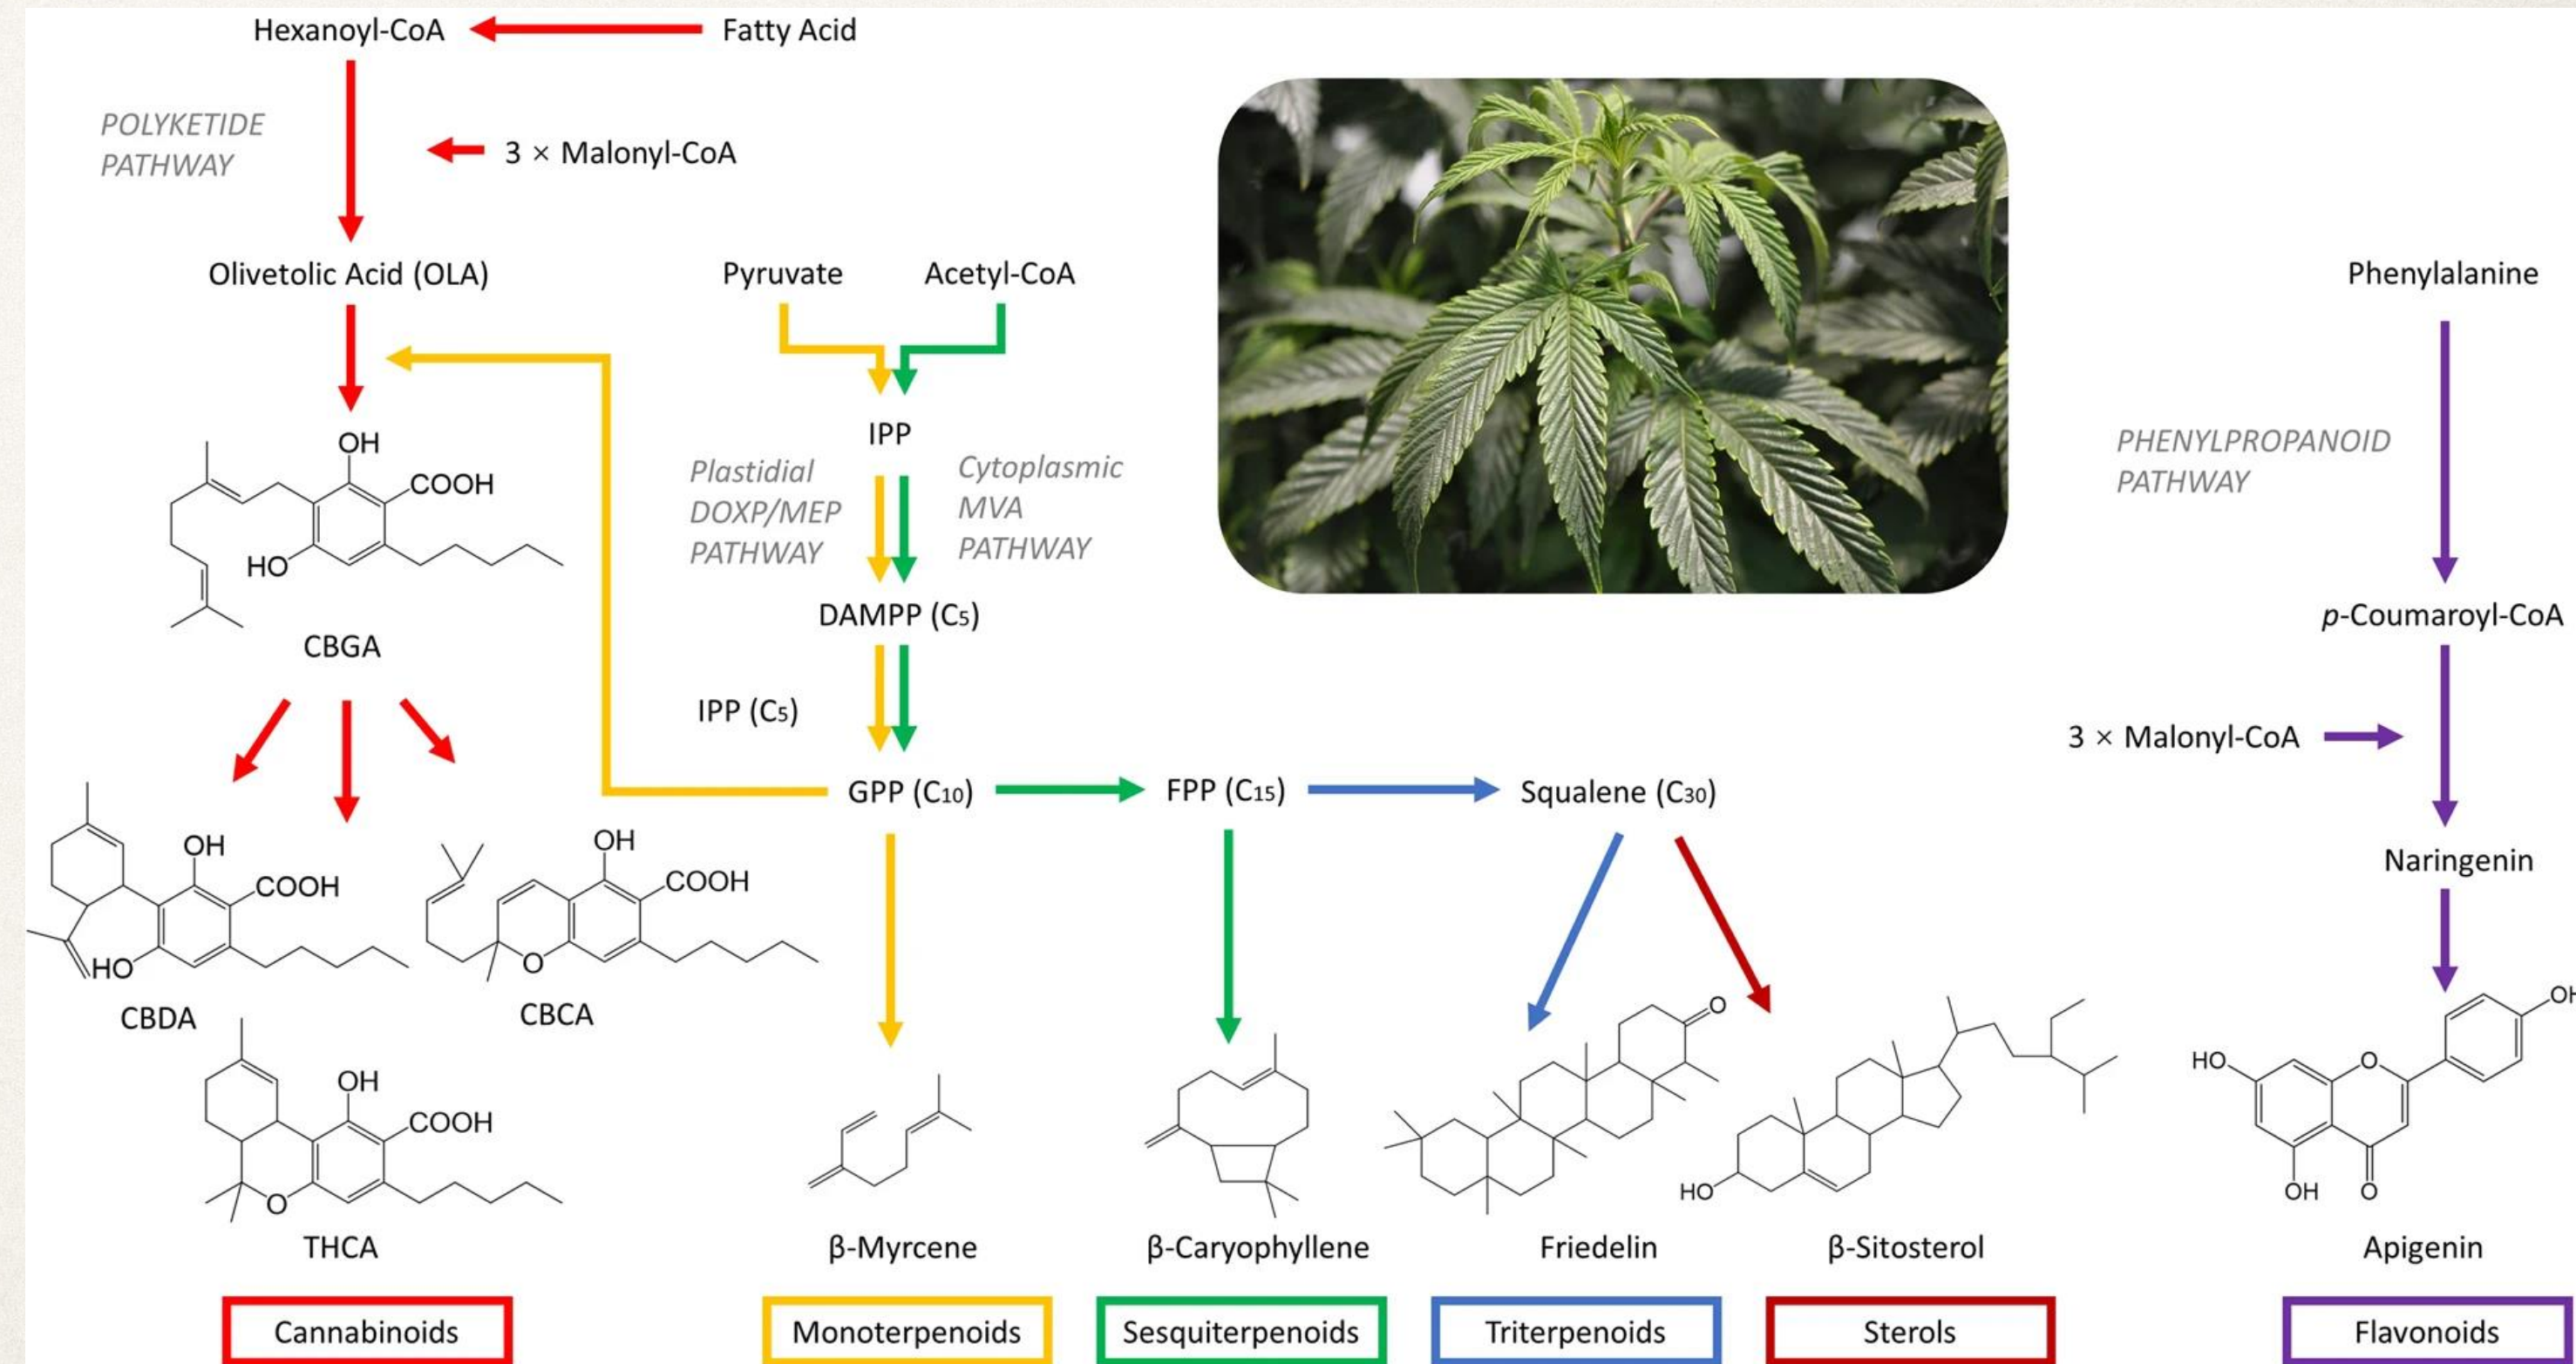 Hexanoyl-CoA
Fatty Acid
POLYKETIDE
PATHWAY
3 × Malonyl-CoA
Olivetolic Acid (OLA)
Pyruvate
Acetyl-CoA
Phenylalanine
IPP
OH
COOH
HO
CBGA
Plastidial
DOXP/MEP
PATHWAY
Cytoplasmic
MVA
PATHWAY
PHENYLPROPANOID
PATHWAY
DAMPP (C5)
p-Coumaroyl-CoA
IPP (C5)
3 × Malonyl-CoA
GPP (C10)
FPP (C15)
Squalene (C30)
Naringenin
OH
COOH
HO
CBDA
OH
COOH
O
CBCA
OH
COOH
O
THCA
β-Myrcene
β-Caryophyllene
O
Friedelin
HO
β-Sitosterol
OH
HO
O
OH
O
Apigenin
Cannabinoids
Monoterpenoids
Sesquiterpenoids
Triterpenoids
Sterols
Flavonoids